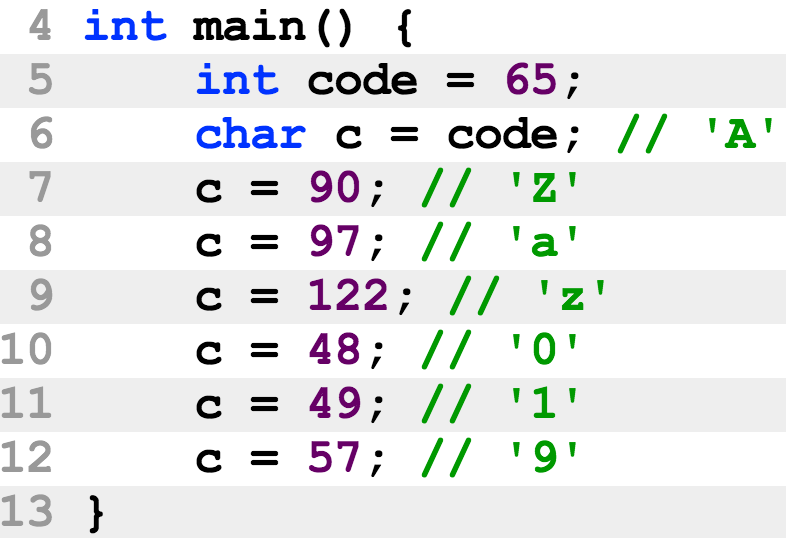 4 int main() {
5 int code = 65;
6 char c = code; // 'A'
7 c = 90; // 'Z'
8 c = 97; // 'a'
9 c = 122; // 'z'
10 c = 48; // '0'
11 c = 49; // '1'
12 c = 57; // '9'
13 }